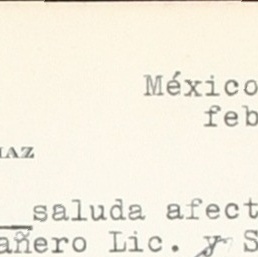 México
feb
IAZ
saluda afect
añero Lic. y S